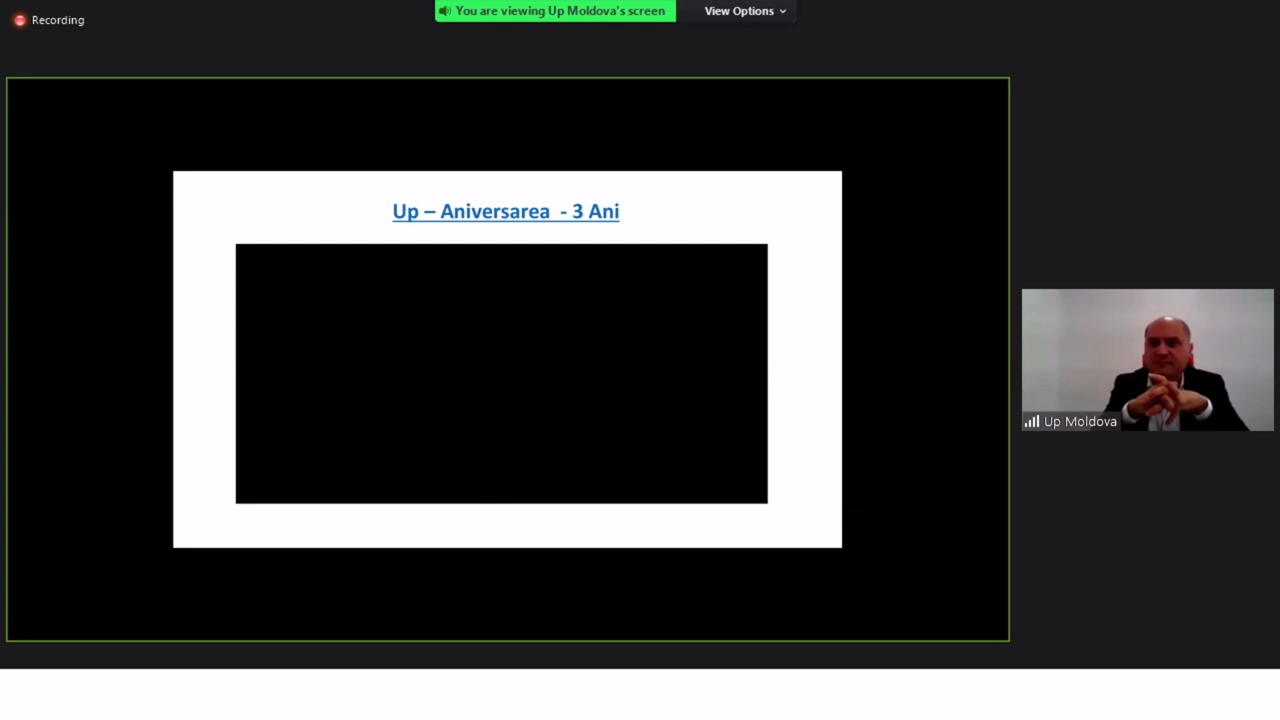 Recording
You are viewing Up Moldova's screen
View Options
Up – Aniversarea - 3 Ani
Up Moldova